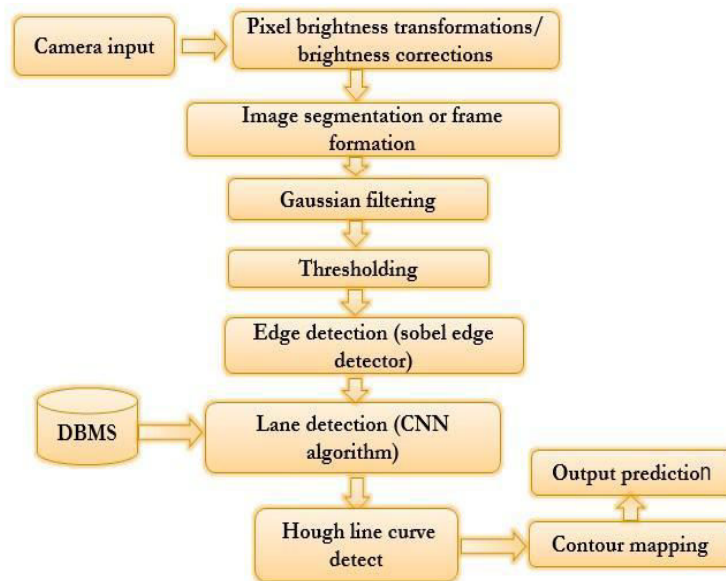 Camera input
Pixel brightness transformations/
brightness corrections
Image segmentation or frame
formation
Gaussian filtering
Thresholding
Edge detection (sobel edge
detector)
DBMS
Lane detection (CNN
algorithm)
Hough line curve
detect
Contour mapping
Output prediction